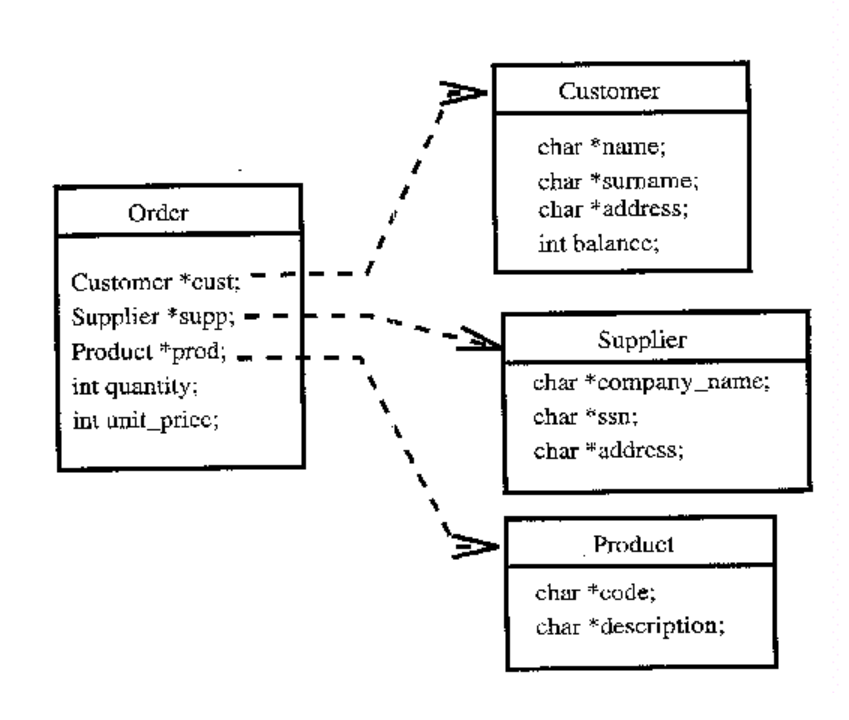 Order
Customer *cust;
Supplier *supp;
Product *prod;
int quantity;
int unit_price;
Customer
char *name;
char *surname;
char *address;
int balance;
Supplier
char *company_name;
char *ssn;
char *address;
Product
char *code;
char *description;